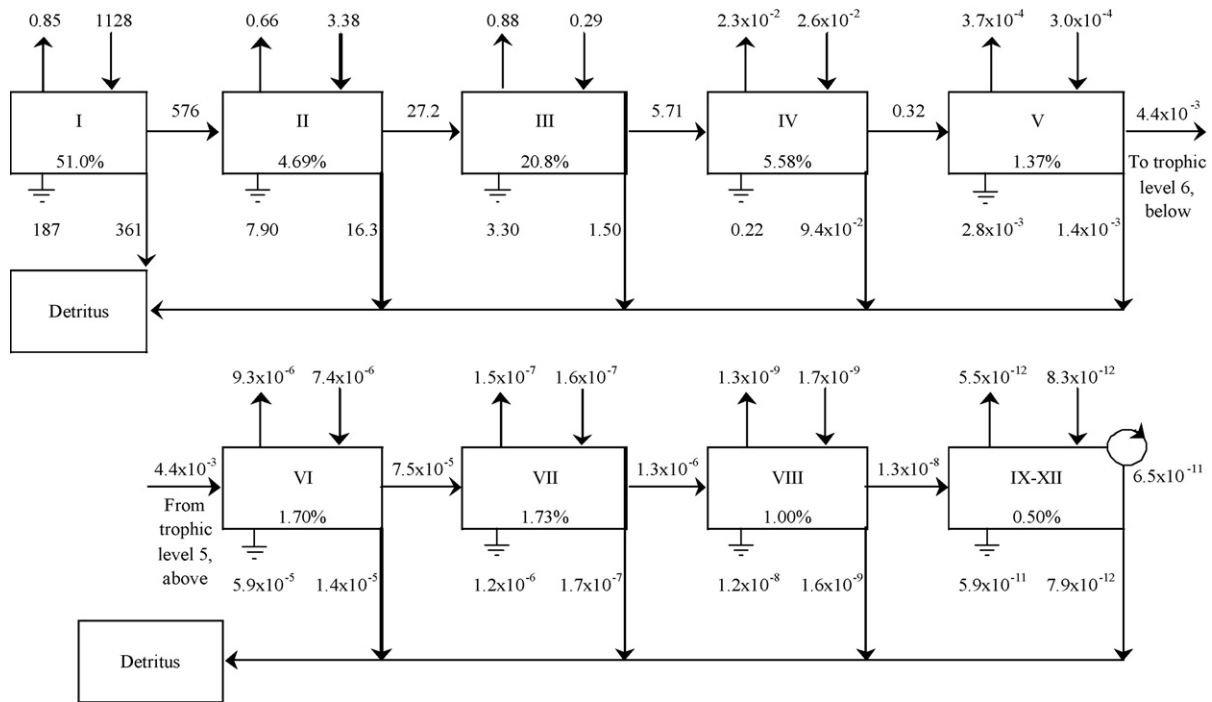 0.85 1128 0.66 3.38 0.88 0.29 2.3x10⁻² 2.6x10⁻² 3.7x10⁻⁴ 3.0x10⁻⁴
I 576 II 27.2 III 5.71 IV 0.32 V 4.4x10⁻³
51.0% 4.69% 20.8% 5.58% 1.37% To trophic
level 6,
below
187 361 7.90 16.3 3.30 1.50 0.22 9.4x10⁻² 2.8x10⁻³ 1.4x10⁻³
Detritus
9.3x10⁻⁶ 7.4x10⁻⁶ 1.5x10⁻⁷ 1.6x10⁻⁷ 1.3x10⁻⁹ 1.7x10⁻⁹ 5.5x10⁻¹² 8.3x10⁻¹²
4.4x10⁻³ VI 7.5x10⁻⁵ VII 1.3x10⁻⁶ VIII 1.3x10⁻⁸ IX-XII 6.5x10⁻¹¹
From
trophic
level 5,
above
1.70% 1.73% 1.00% 0.50%
5.9x10⁻⁵ 1.4x10⁻⁵ 1.2x10⁻⁶ 1.7x10⁻⁷ 1.2x10⁻⁸ 1.6x10⁻⁹ 5.9x10⁻¹¹ 7.9x10⁻¹²
Detritus